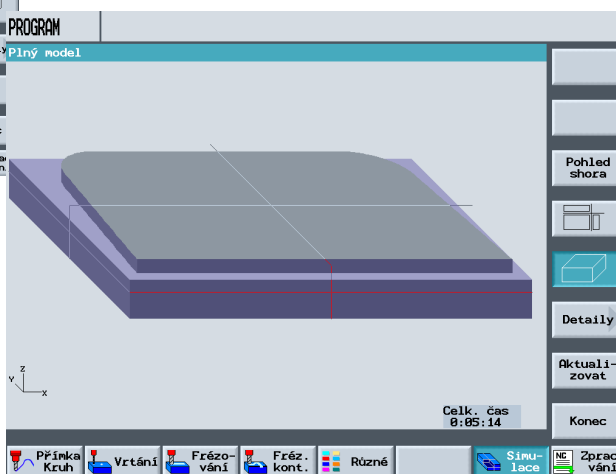 PROGRAM
Plný model
Pohled
shora
Detaily
Aktuali-
zovat
Konec
Z
Y
X
Celk. čas
0:05:14
Přímka
Kruh
Vrtání
Frézo-
vání
Fréz.
kont.
Různé
Simu-
lace
NC
Zprac
vání